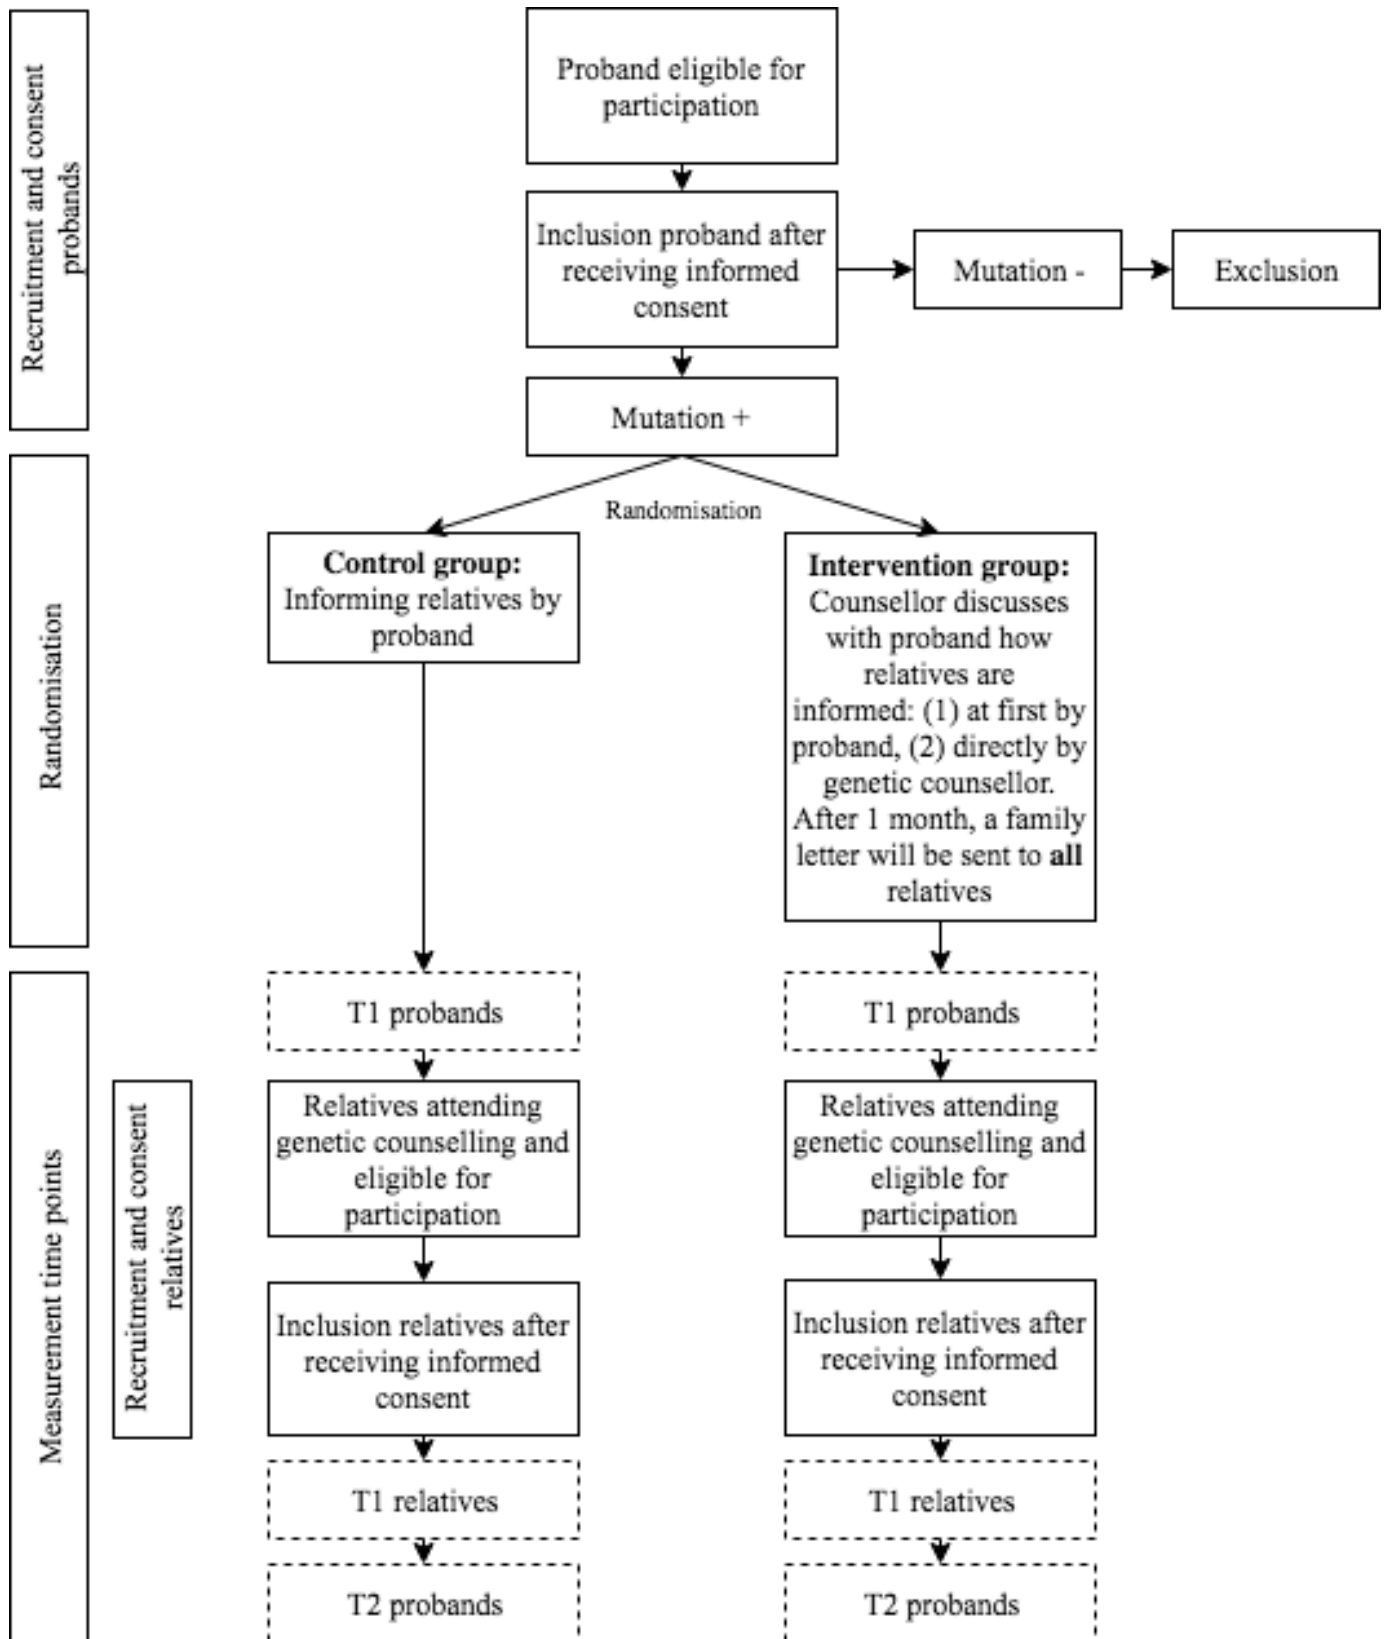 Recruitment and consent
probands
Proband eligible for
participation
Inclusion proband after
receiving informed
consent
Mutation -
Exclusion
Mutation +
Randomisation
Randomisation
Control group:
Informing relatives by
proband
Intervention group:
Counsellor discusses
with proband how
relatives are
informed: (1) at first by
proband, (2) directly by
genetic counsellor.
After 1 month, a family
letter will be sent to all
relatives
Measurement time points
Recruitment and consent
relatives
T1 probands
T1 probands
Relatives attending
genetic counselling and
eligible for
participation
Relatives attending
genetic counselling and
eligible for
participation
Inclusion relatives after
receiving informed
consent
Inclusion relatives after
receiving informed
consent
T1 relatives
T1 relatives
T2 probands
T2 probands